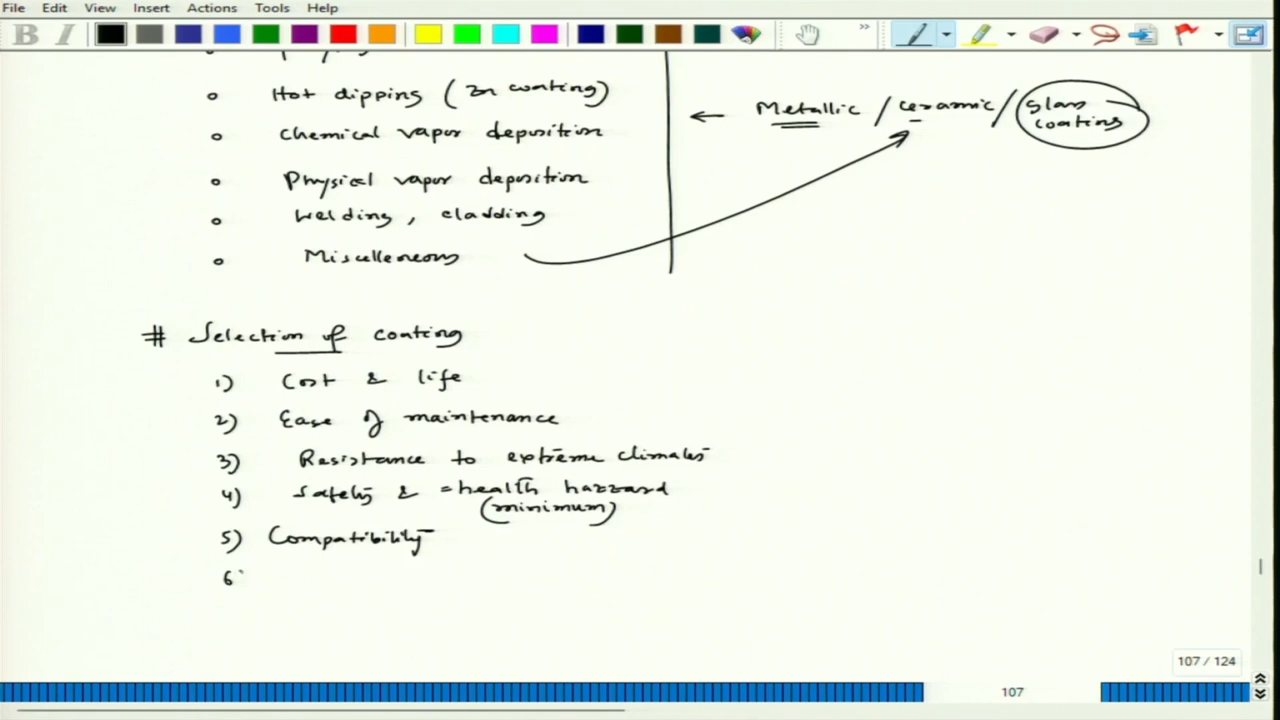 File Edit View Insert Actions Tools Help
B I
o Hot dipping (Zn coating)
← Metallic / ceramic / glass coating
o Chemical vapor deposition
o Physical vapor deposition
o Welding, cladding
o Miscelleneous
# Selection of coating
1) Cost & life
2) Ease of maintenance
3) Resistance to extreme climates
4) Safety & health hazzard
(minimum)
5) Compatibility
6
107 / 124
107